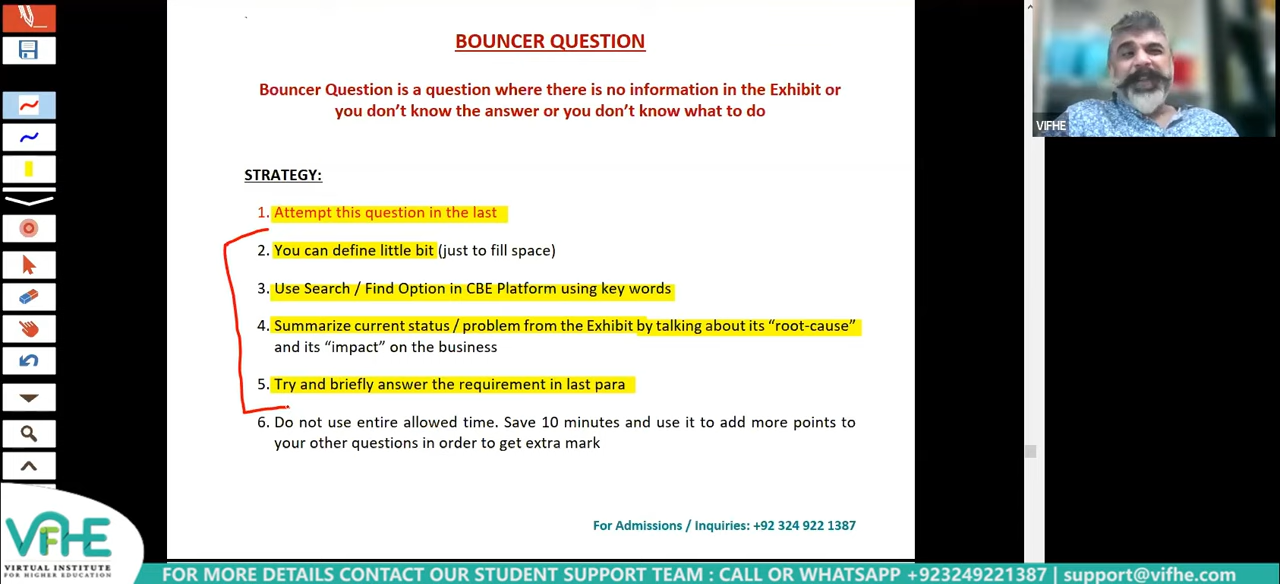 BOUNCER QUESTION
Bouncer Question is a question where there is no information in the Exhibit or
you don't know the answer or you don't know what to do
VIFHE
STRATEGY:
1. Attempt this question in the last
2. You can define little bit (just to fill space)
3. Use Search / Find Option in CBE Platform using key words
4. Summarize current status / problem from the Exhibit by talking about its “root-cause”
and its “impact” on the business
5. Try and briefly answer the requirement in last para
6. Do not use entire allowed time. Save 10 minutes and use it to add more points to
your other questions in order to get extra mark
For Admissions / Inquiries: +92 324 922 1387
VIFHE
VIRTUAL INSTITUTE
FOR HIGHER EDUCATION
FOR MORE DETAILS CONTACT OUR STUDENT SUPPORT TEAM : CALL OR WHATSAPP +923249221387 | support@vifhe.com